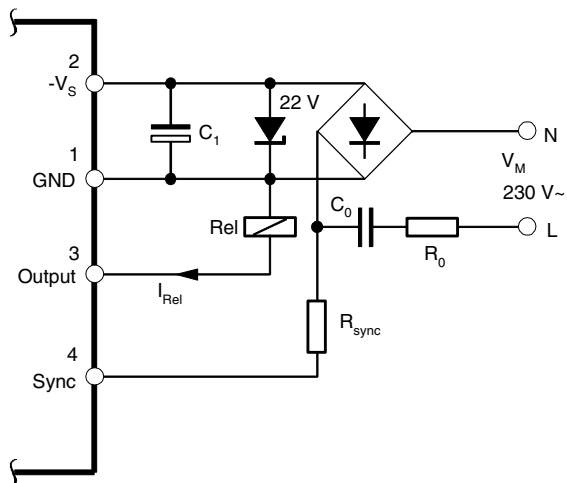 2
-VS
22 V
C1
N
1
GND
VM
230 V~
C0
Rel
L
3
Output
R0
IRel
Rsync
4
Sync